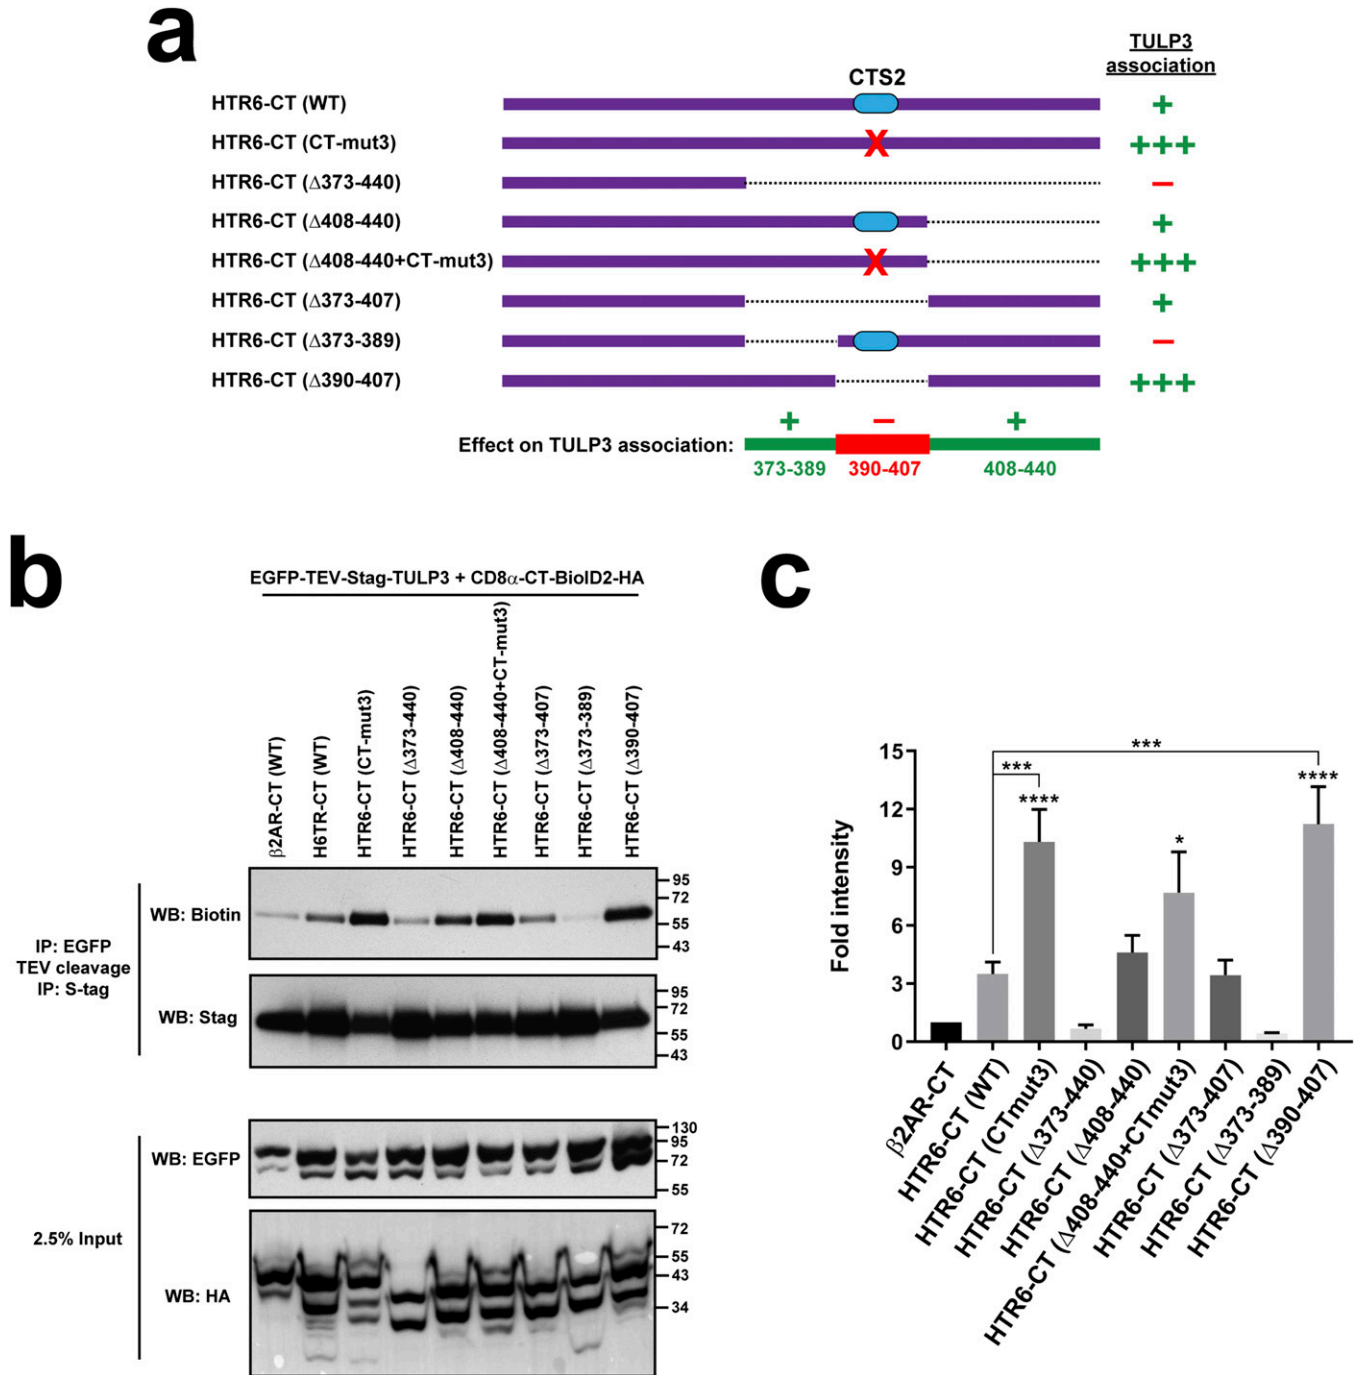 a
TULP3
association
CTS2
HTR6-CT (WT) +
HTR6-CT (CT-mut3) X +++
HTR6-CT (Δ373-440) −
HTR6-CT (Δ408-440) +
HTR6-CT (Δ408-440+CT-mut3) X +++
HTR6-CT (Δ373-407) +
HTR6-CT (Δ373-389) −
HTR6-CT (Δ390-407) +++
+ − +
Effect on TULP3 association:
373-389 390-407 408-440
b
EGFP-TEV-Stag-TULP3 + CD8α-CT-BioID2-HA
β2AR-CT (WT)
H6TR-CT (WT)
HTR6-CT (CT-mut3)
HTR6-CT (Δ373-440)
HTR6-CT (Δ408-440)
HTR6-CT (Δ408-440+CT-mut3)
HTR6-CT (Δ373-407)
HTR6-CT (Δ373-389)
HTR6-CT (Δ390-407)
IP: EGFP
TEV cleavage
IP: S-tag
WB: Biotin
95
72
55
43
WB: Stag
95
72
55
43
2.5% Input
WB: EGFP
130
95
72
55
WB: HA
72
55
43
34
c
Fold intensity
15
12
9
6
3
0
***
***
****
*
****
β2AR-CT
HTR6-CT (WT)
HTR6-CT (CTmut3)
HTR6-CT (Δ373-440)
HTR6-CT (Δ408-440)
HTR6-CT (Δ408-440+CTmut3)
HTR6-CT (Δ373-407)
HTR6-CT (Δ373-389)
HTR6-CT (Δ390-407)